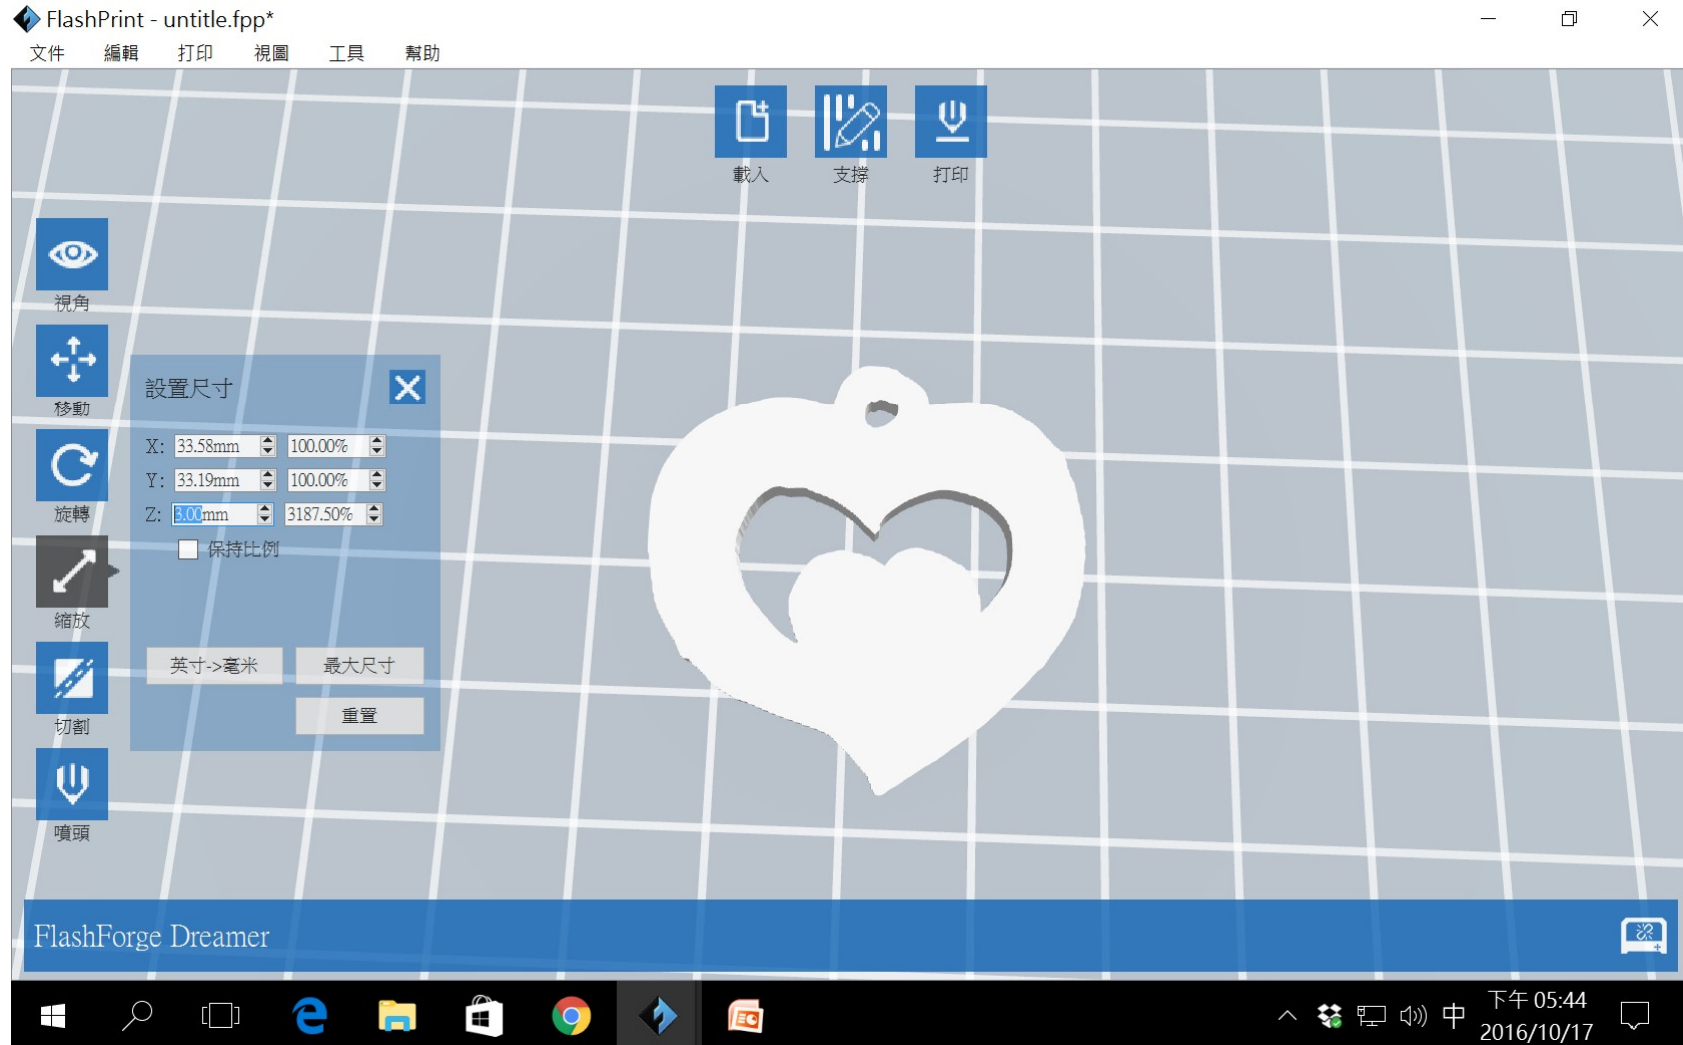 FlashPrint - untitle.fpp*
文件 編輯 打印 視圖 工具 幫助
載入 支撐 打印
視角
移動
設置尺寸
X: 33.58mm 100.00%
Y: 33.19mm 100.00%
旋轉
Z: 3.00mm 3187.50%
保持比例
縮放
英寸->毫米 最大尺寸
重置
切割
噴頭
FlashForge Dreamer
中
下午 05:44
2016/10/17